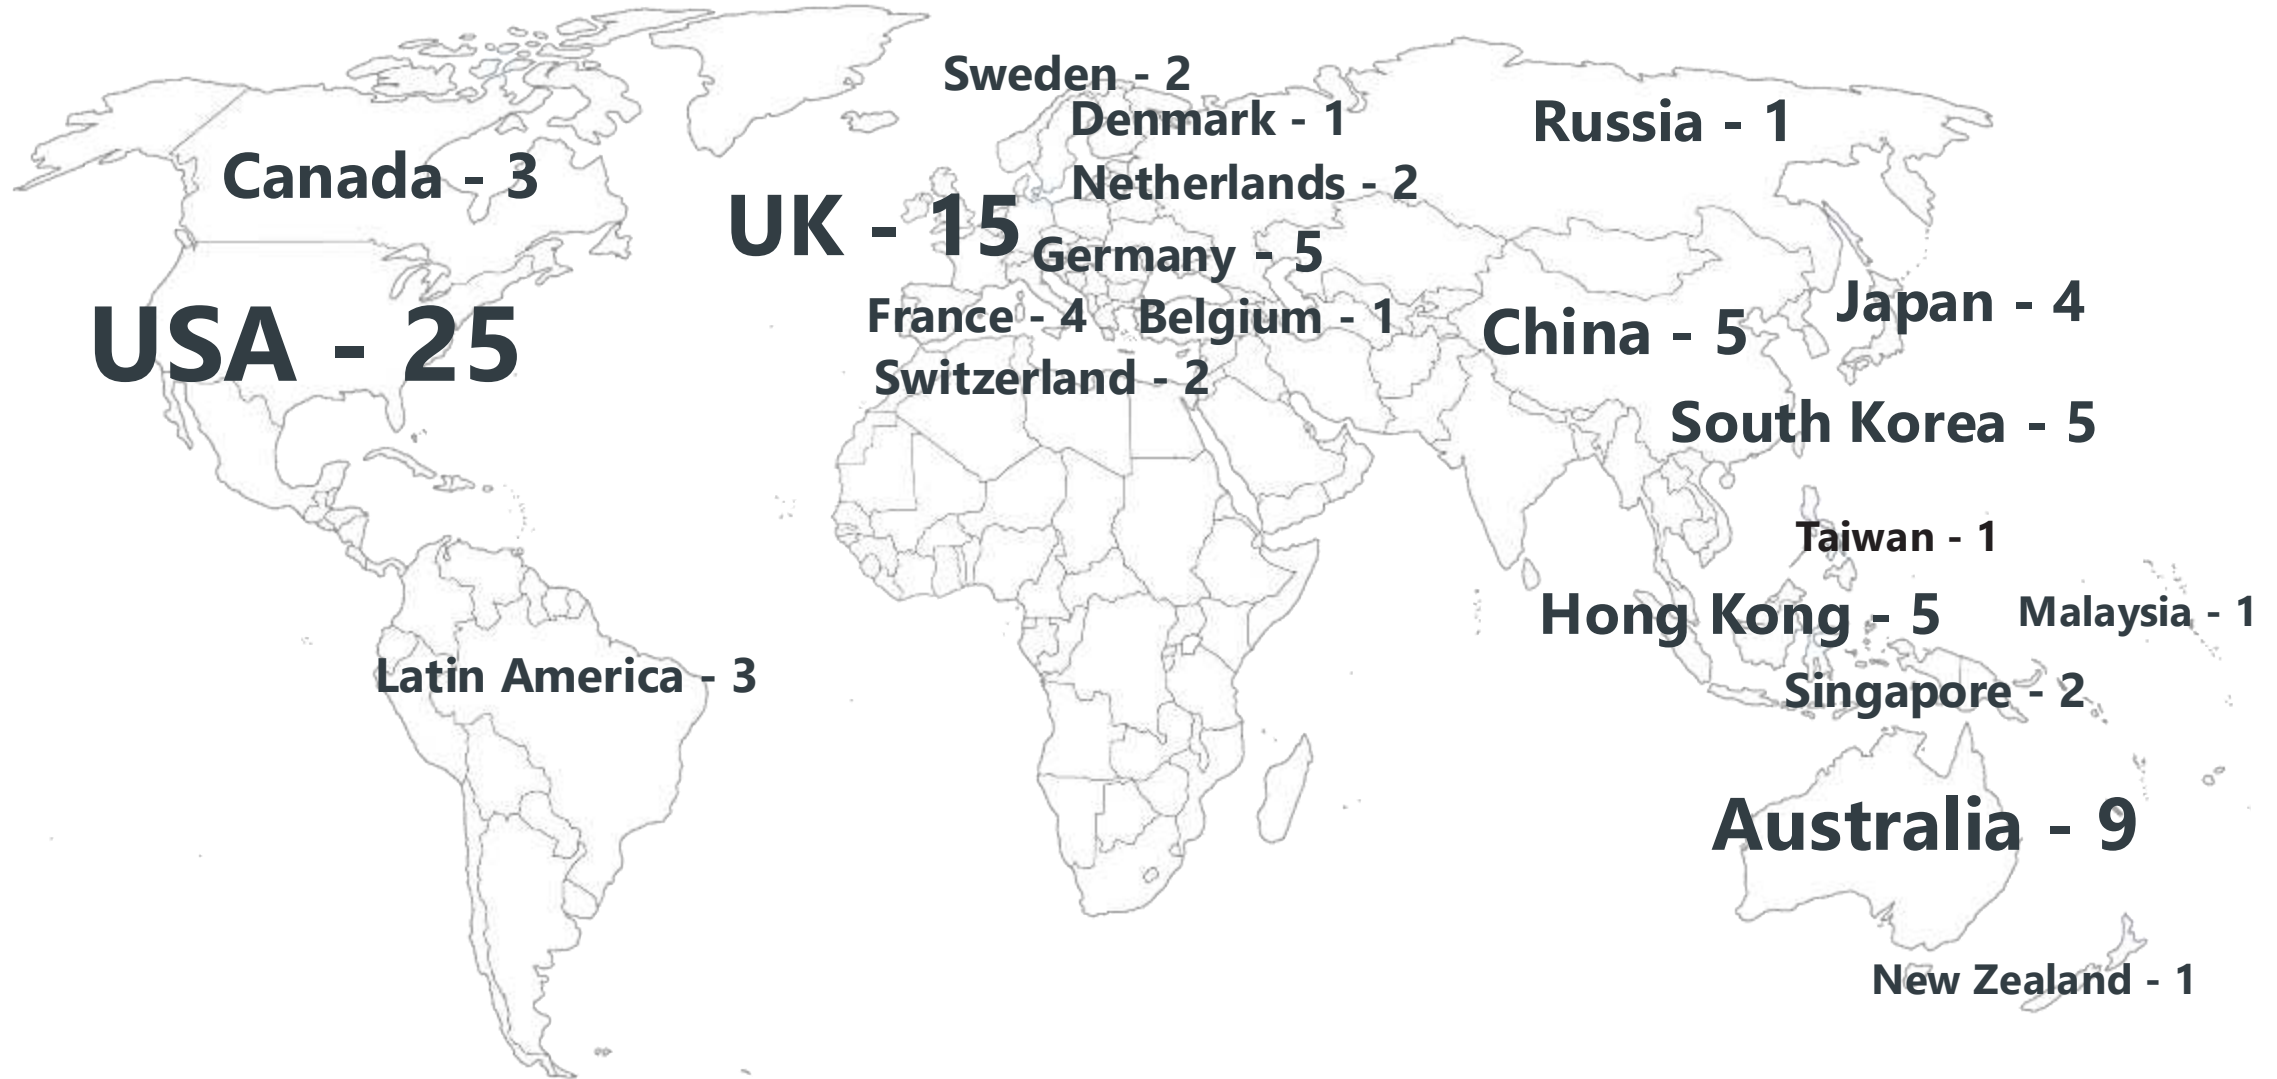 Sweden - 2
Denmark - 1
Russia - 1
Canada - 3
Netherlands - 2
UK - 15
Germany - 5
USA - 25
France - 4
Belgium - 1
China - 5
Japan - 4
Switzerland - 2
South Korea - 5
Taiwan - 1
Hong Kong - 5
Malaysia - 1
Latin America - 3
Singapore - 2
Australia - 9
New Zealand - 1